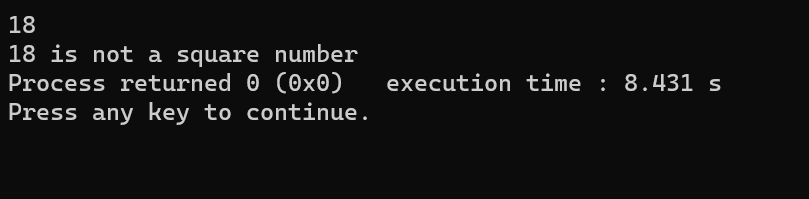 18
18 is not a square number
Process returned 0 (0x0)   execution time : 8.431 s
Press any key to continue.